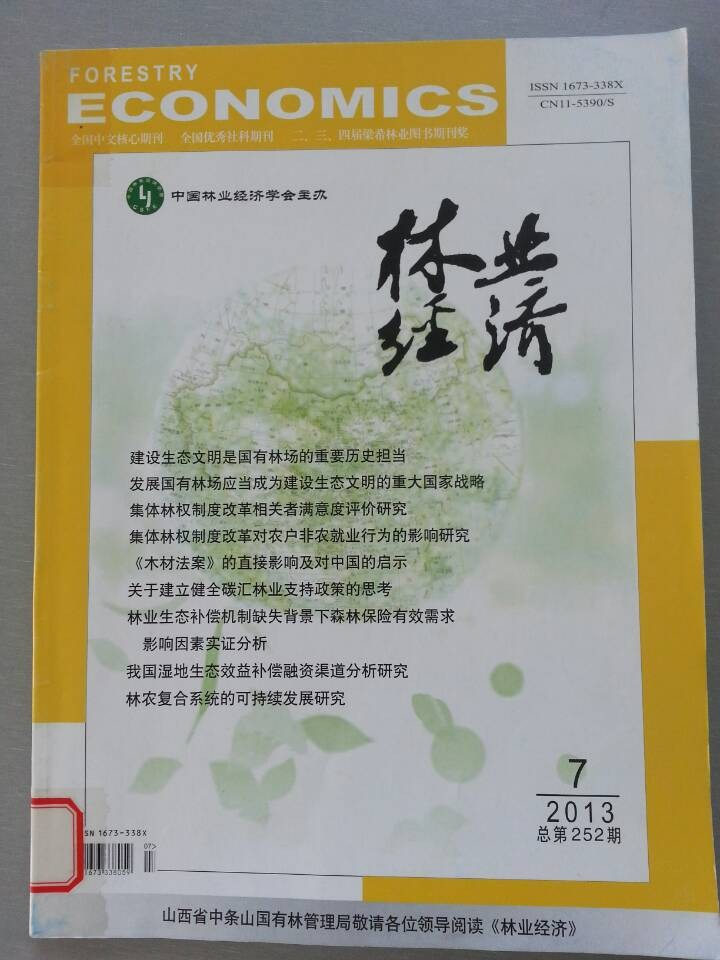 FORESTRY
ECONOMICS
ISSN 1673-338X
CN11-5390/S
全国中文核心期刊 全国优秀社科期刊 二、三、四届梁希林业图书期刊奖
中国林业经济学会主办
林业
经济
建设生态文明是国有林场的重要历史担当
发展国有林场应当成为建设生态文明的重大国家战略
集体林权制度改革相关者满意度评价研究
集体林权制度改革对农户非农就业行为的影响研究
《木材法案》的直接影响及对中国的启示
关于建立健全碳汇林业支持政策的思考
林业生态补偿机制缺失背景下森林保险有效需求
影响因素实证分析
我国湿地生态效益补偿融资渠道分析研究
林农复合系统的可持续发展研究
7
2013
总第252期
SN 1673-338X
07>
山西省中条山国有林管理局敬请各位领导阅读《林业经济》